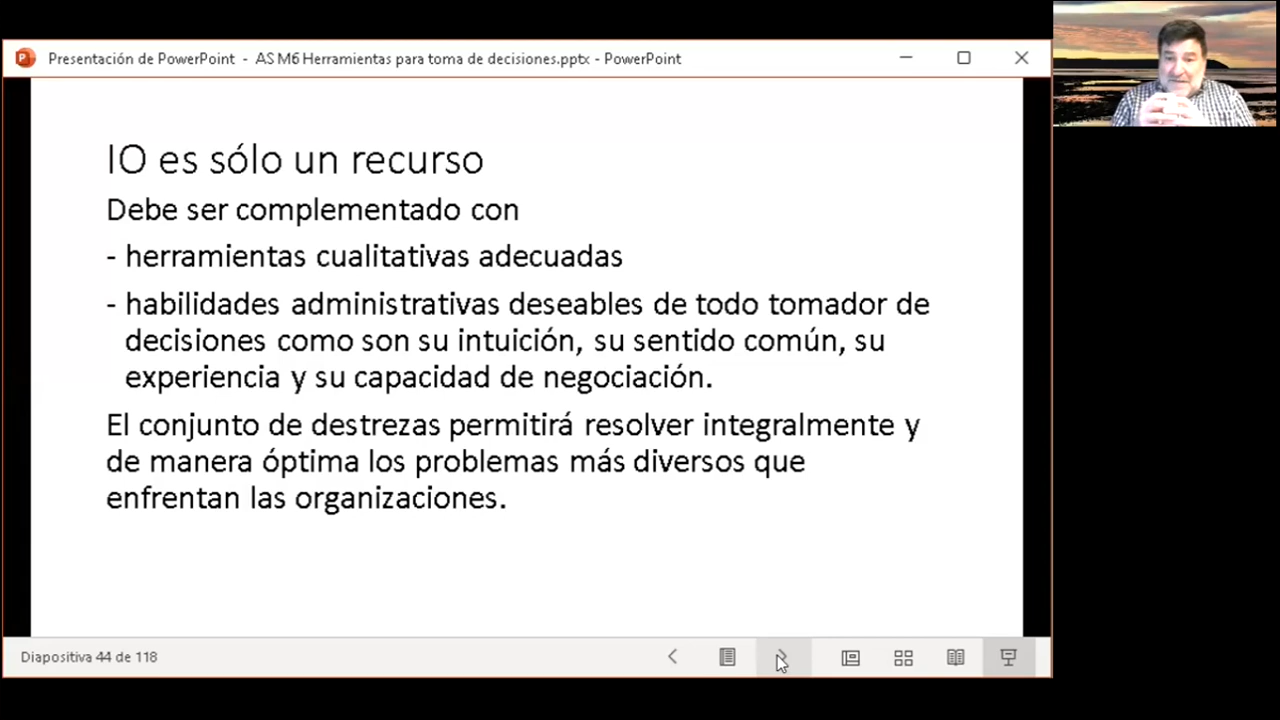 Presentación de PowerPoint - AS M6 Herramientas para toma de decisiones.pptx - PowerPoint
IO es sólo un recurso
Debe ser complementado con
- herramientas cualitativas adecuadas
- habilidades administrativas deseables de todo tomador de
decisiones como son su intuición, su sentido común, su
experiencia y su capacidad de negociación.
El conjunto de destrezas permitirá resolver integralmente y
de manera óptima los problemas más diversos que
enfrentan las organizaciones.
Diapositiva 44 de 118